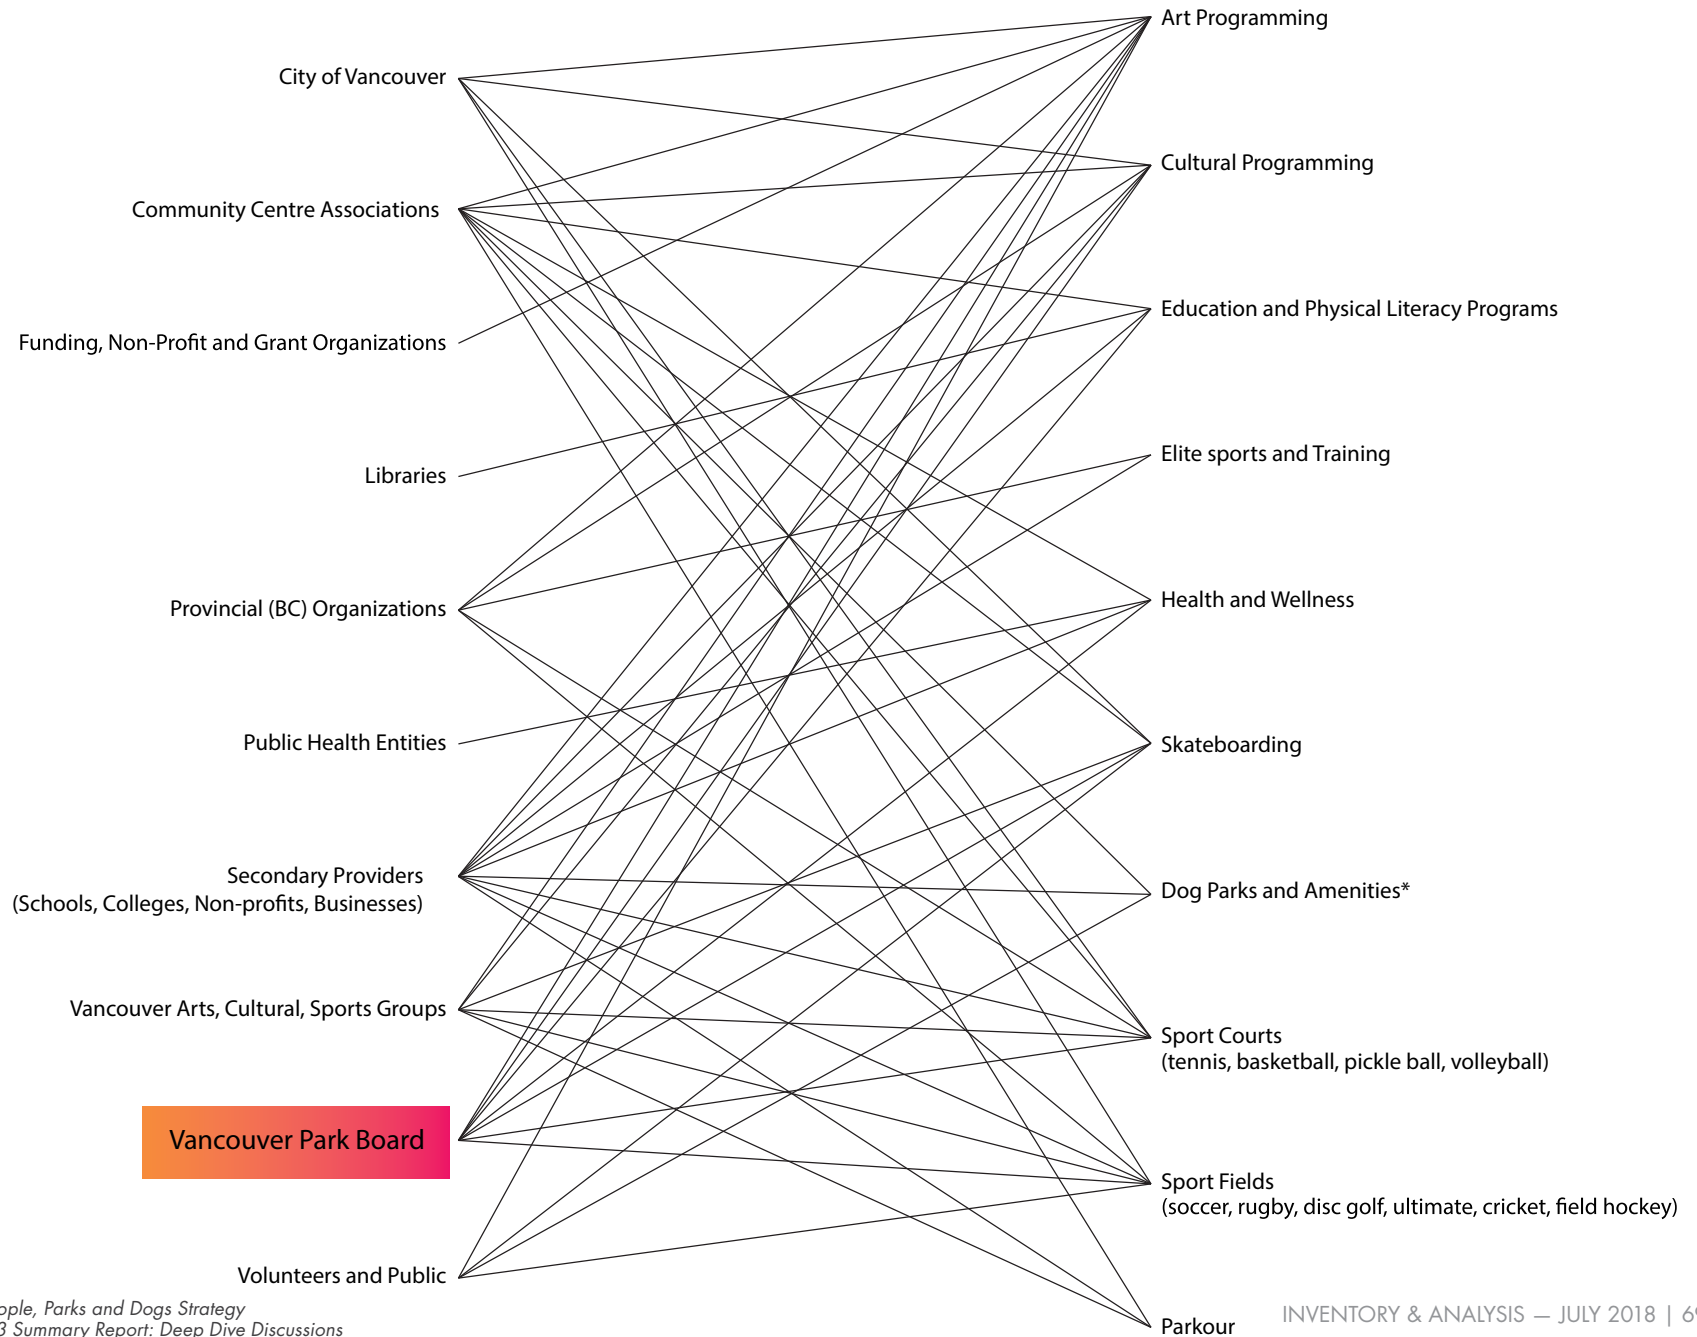 City of Vancouver
Community Centre Associations
Funding, Non-Profit and Grant Organizations
Libraries
Provincial (BC) Organizations
Public Health Entities
Secondary Providers
(Schools, Colleges, Non-profits, Businesses)
Vancouver Arts, Cultural, Sports Groups
Vancouver Park Board
Volunteers and Public
Art Programming
Cultural Programming
Education and Physical Literacy Programs
Elite sports and Training
Health and Wellness
Skateboarding
Dog Parks and Amenities*
Sport Courts
(tennis, basketball, pickle ball, volleyball)
Sport Fields
(soccer, rugby, disc golf, ultimate, cricket, field hockey)
Parkour
ople, Parks and Dogs Strategy
3 Summary Report: Deep Dive Discussions
INVENTORY & ANALYSIS — JULY 2018 | 6